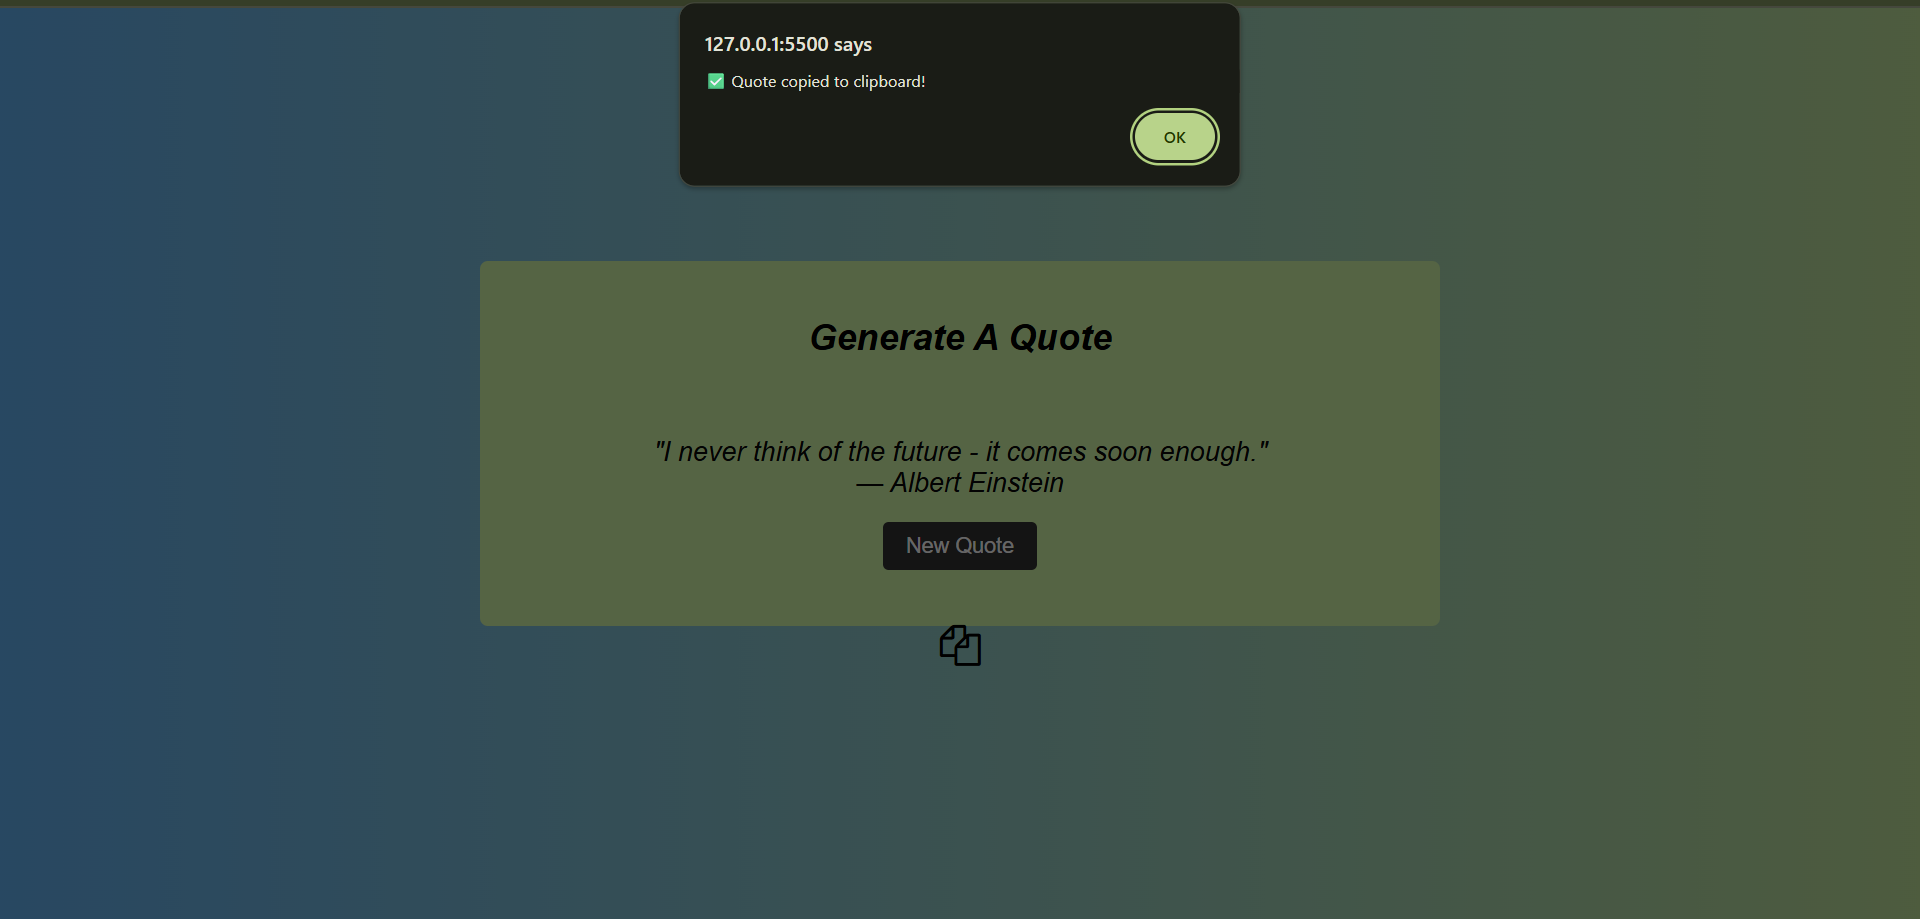 127.0.0.1:5500 says
✅ Quote copied to clipboard!
OK
Generate A Quote
"I never think of the future - it comes soon enough."
— Albert Einstein
New Quote